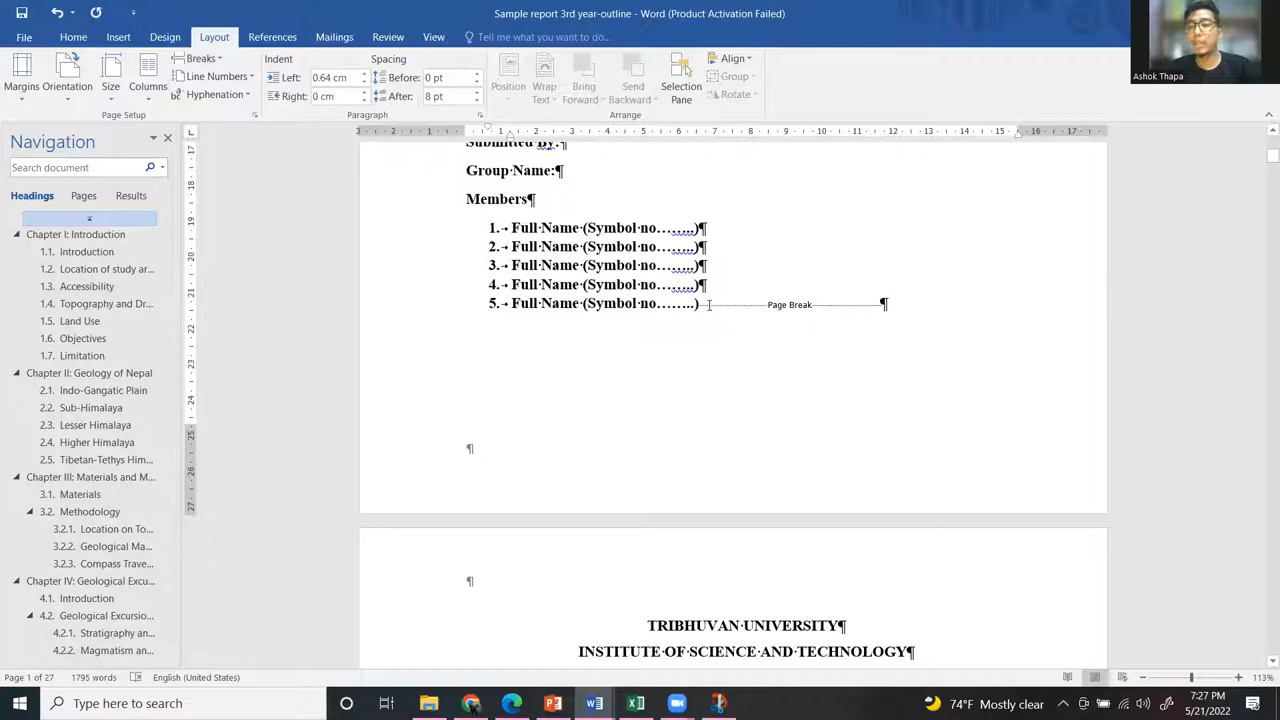 Sample report 3rd year-outline - Word (Product Activation Failed)
Ashok Thapa
File Home Insert Design Layout References Mailings Review View Tell me what you want to do...
Margins Orientation Size Columns
Breaks
Line Numbers
Hyphenation
Page Setup
Indent
Left: 0.64 cm
Right: 0 cm
Spacing
Before: 0 pt
After: 8 pt
Paragraph
Position Wrap Text Bring Forward Send Backward Selection Pane
Align
Group
Rotate
Arrange
Navigation
Search document
Headings Pages Results
Chapter I: Introduction
1.1. Introduction
1.2. Location of study ar...
1.3. Accessibility
1.4. Topography and Dr...
1.5. Land Use
1.6. Objectives
1.7. Limitation
Chapter II: Geology of Nepal
2.1. Indo-Gangatic Plain
2.2. Sub-Himalaya
2.3. Lesser Himalaya
2.4. Higher Himalaya
2.5. Tibetan-Tethys Him...
Chapter III: Materials and M...
3.1. Materials
3.2. Methodology
3.2.1. Location on To...
3.2.2. Geological Ma...
3.2.3. Compass Trave...
Chapter IV: Geological Excu...
4.1. Introduction
4.2. Geological Excursio...
4.2.1. Stratigraphy an...
4.2.2. Magmatism an...
Submitted·By:¶
Group·Name:¶
Members¶
1.→ Full·Name·(Symbol·no……..)¶
2.→ Full·Name·(Symbol·no……..)¶
3.→ Full·Name·(Symbol·no……..)¶
4.→ Full·Name·(Symbol·no……..)¶
5.→ Full·Name·(Symbol·no……..) Page Break ¶
¶
¶
TRIBHUVAN·UNIVERSITY¶
INSTITUTE·OF·SCIENCE·AND·TECHNOLOGY¶
Page 1 of 27 1795 words English (United States) 113%
Type here to search
74°F Mostly clear
7:27 PM
5/21/2022